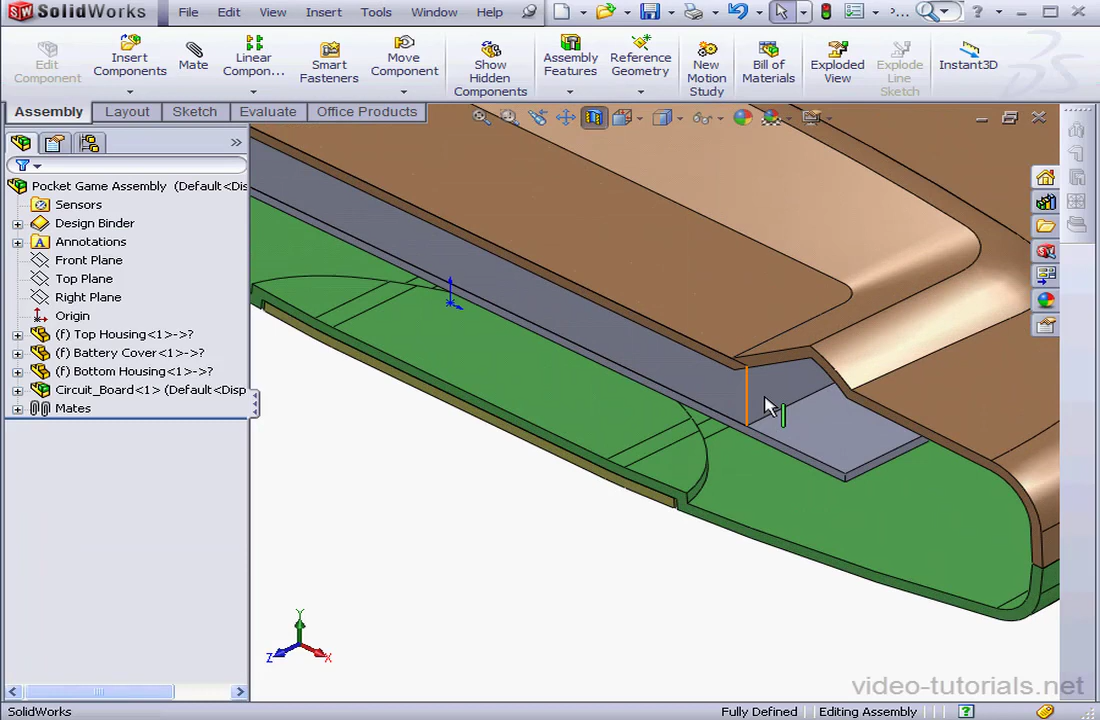 SolidWorks File Edit View Insert Tools Window Help
Edit Component
Insert Components
Mate
Linear Compon...
Smart Fasteners
Move Component
Show Hidden Components
Assembly Features
Reference Geometry
New Motion Study
Bill of Materials
Exploded View
Explode Line Sketch
Instant3D
Assembly Layout Sketch Evaluate Office Products
Pocket Game Assembly (Default<Dis
Sensors
Design Binder
Annotations
Front Plane
Top Plane
Right Plane
Origin
(f) Top Housing<1>->?
(f) Battery Cover<1>->?
(f) Bottom Housing<1>->?
Circuit_Board<1> (Default<Disp
Mates
Y
Z X
video-tutorials.net
SolidWorks Fully Defined Editing Assembly